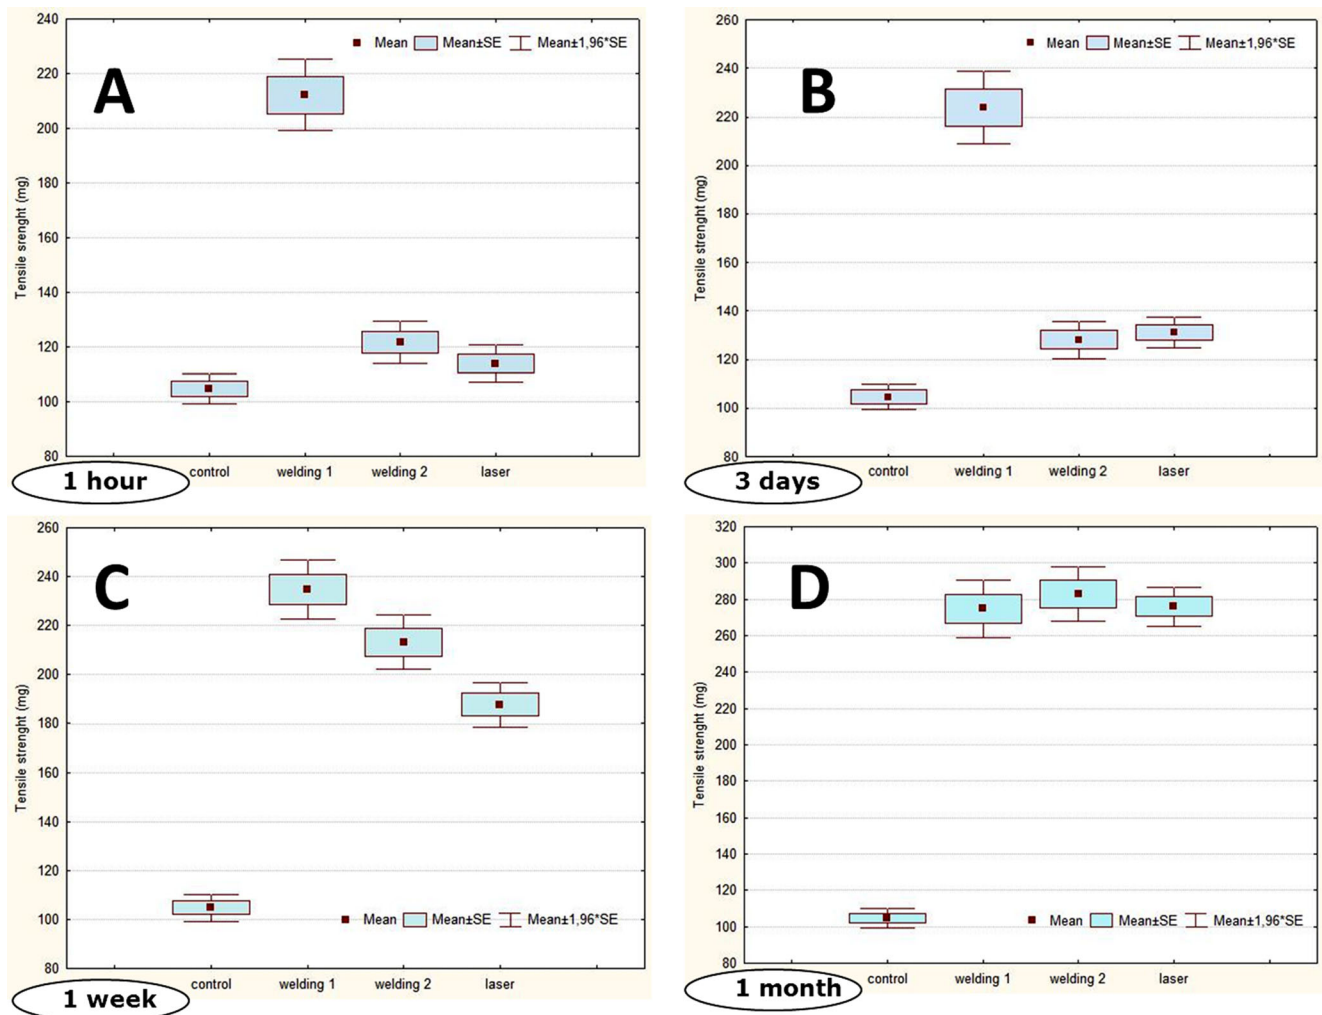 A
Mean Mean±SE Mean±1,96*SE
Tensile srenght (mg)
240
220
200
180
160
140
120
100
80
control welding 1 welding 2 laser
1 hour
B
Mean Mean±SE Mean±1,96*SE
Tensile strenght (mg)
260
240
220
260
200
180
160
140
120
100
80
control welding 1 welding 2 laser
3 days
C
Tensile strenght (mg)
260
240
220
200
180
160
140
120
100
80
Mean Mean±SE Mean±1,96*SE
control welding 1 welding 2 laser
1 week
D
Tensile strenght (mg)
320
300
280
260
240
220
200
180
160
140
120
100
80
Mean Mean±SE Mean±1,96*SE
control welding 1 welding 2 laser
1 month